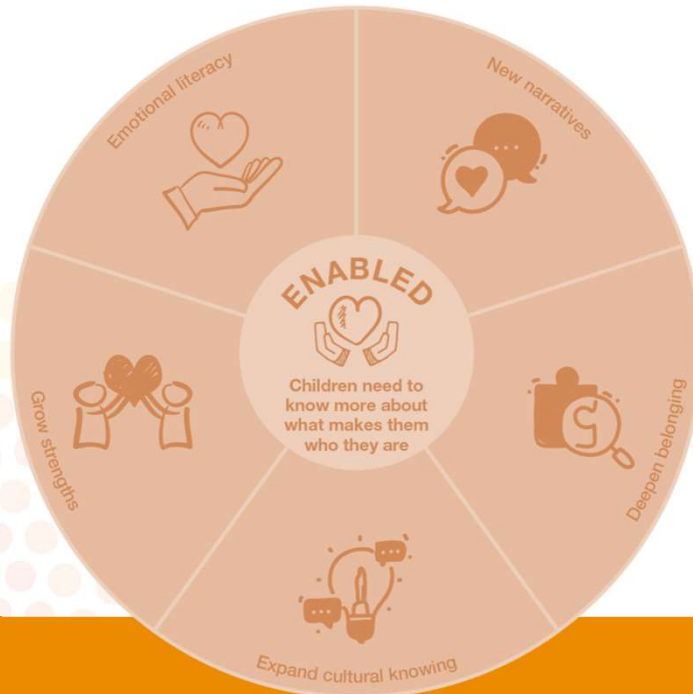 Emotional literacy
New narratives
ENABLED
Children need to
know more about
what makes them
who they are
Grow strengths
Deepen belonging
Expand cultural knowing